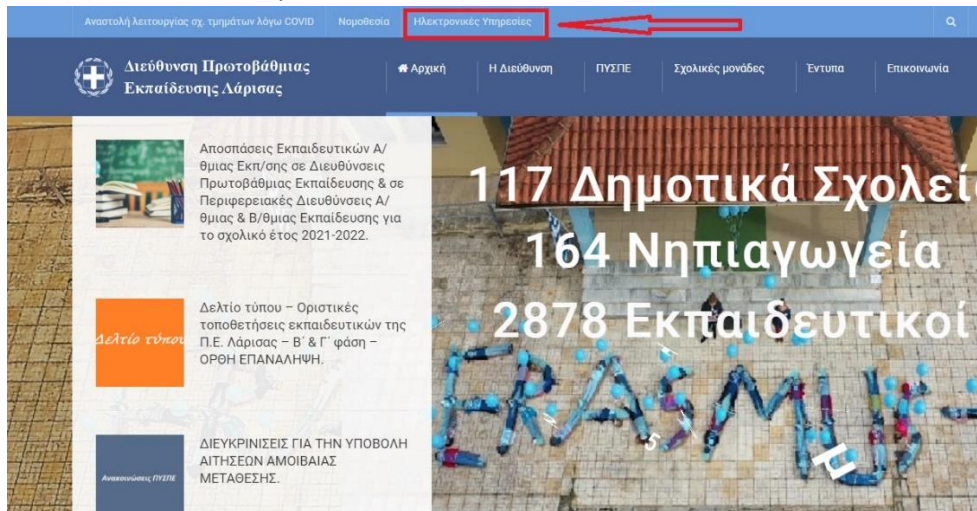 Αναστολή λειτουργίας σχ. τμημάτων λόγω COVID Νομοθεσία Ηλεκτρονικές Υπηρεσίες
Διεύθυνση Πρωτοβάθμιας
Εκπαίδευσης Λάρισας
Αρχική Η Διεύθυνση ΠΥΣΠΕ Σχολικές μονάδες Έντυπα Επικοινωνία
Αποσπάσεις Εκπαιδευτικών Α/
θμιας Εκπ/σης σε Διευθύνσεις
Πρωτοβάθμιας Εκπαίδευσης & σε
Περιφερειακές Διευθύνσεις Α/
θμιας & Β/θμιας Εκπαίδευσης για
το σχολικό έτος 2021-2022.
Δελτίο τύπου
Δελτίο τύπου – Οριστικές
τοποθετήσεις εκπαιδευτικών της
Π.Ε. Λάρισας – Β΄ & Γ΄ φάση –
ΟΡΘΗ ΕΠΑΝΑΛΗΨΗ.
Ανακοινώσεις ΠΥΣΠΕ
ΔΙΕΥΚΡΙΝΙΣΕΙΣ ΓΙΑ ΤΗΝ ΥΠΟΒΟΛΗ
ΑΙΤΗΣΕΩΝ ΑΜΟΙΒΑΙΑΣ
ΜΕΤΑΘΕΣΗΣ.
117 Δημοτικά Σχολεί
164 Νηπιαγωγεία
2878 Εκπαιδευτικοί
ERASMU
5 μ